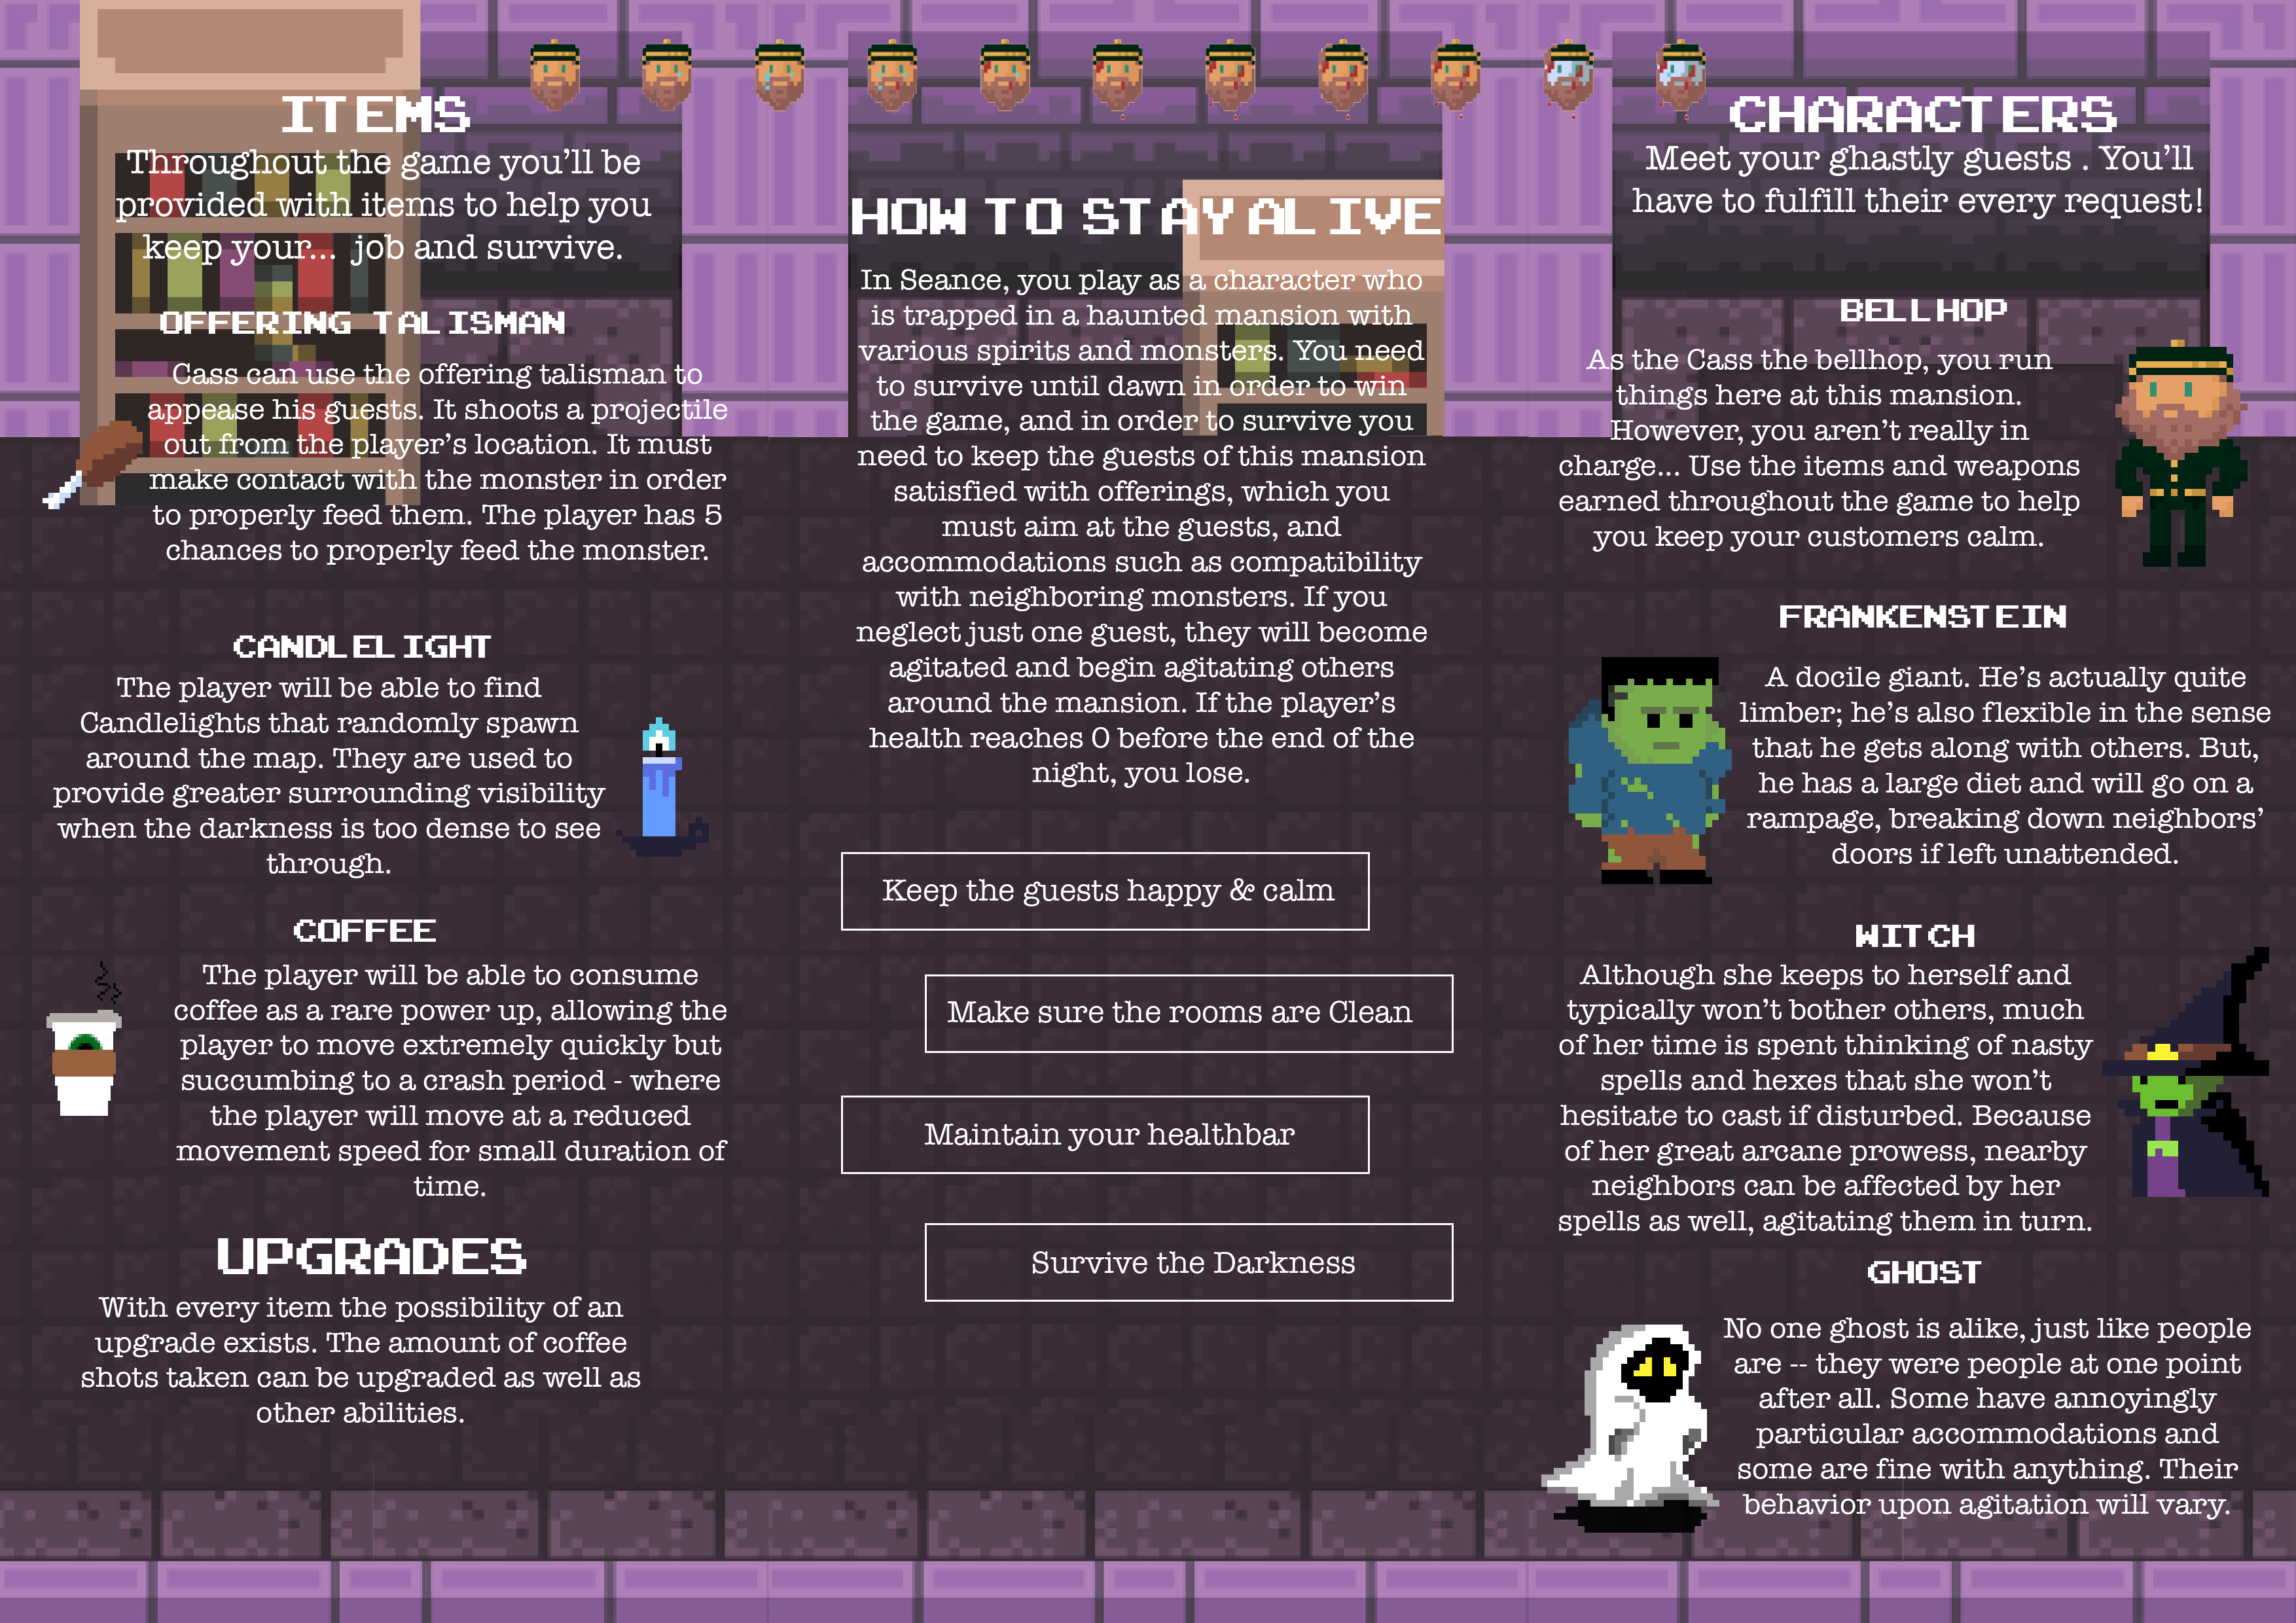 ITEMS
Throughout the game you'll be
provided with items to help you
keep your... job and survive.
OFFERING TALISMAN
Cass can use the offering talisman to
appease his guests. It shoots a projectile
out from the player's location. It must
make contact with the monster in order
to properly feed them. The player has 5
chances to properly feed the monster.
CANDLELIGHT
The player will be able to find
Candlelights that randomly spawn
around the map. They are used to
provide greater surrounding visibility
when the darkness is too dense to see
through.
COFFEE
The player will be able to consume
coffee as a rare power up, allowing the
player to move extremely quickly but
succumbing to a crash period - where
the player will move at a reduced
movement speed for small duration of
time.
UPGRADES
With every item the possibility of an
upgrade exists. The amount of coffee
shots taken can be upgraded as well as
other abilities.
HOW TO STAY ALIVE
In Seance, you play as a character who
is trapped in a haunted mansion with
various spirits and monsters. You need
to survive until dawn in order to win
the game, and in order to survive you
need to keep the guests of this mansion
satisfied with offerings, which you
must aim at the guests, and
accommodations such as compatibility
with neighboring monsters. If you
neglect just one guest, they will become
agitated and begin agitating others
around the mansion. If the player's
health reaches 0 before the end of the
night, you lose.
Keep the guests happy & calm
Make sure the rooms are Clean
Maintain your healthbar
Survive the Darkness
CHARACTERS
Meet your ghastly guests . You'll
have to fulfill their every request!
BELLHOP
As the Cass the bellhop, you run
things here at this mansion.
However, you aren't really in
charge... Use the items and weapons
earned throughout the game to help
you keep your customers calm.
FRANKENSTEIN
A docile giant. He's actually quite
limber; he's also flexible in the sense
that he gets along with others. But,
he has a large diet and will go on a
rampage, breaking down neighbors'
doors if left unattended.
WITCH
Although she keeps to herself and
typically won't bother others, much
of her time is spent thinking of nasty
spells and hexes that she won't
hesitate to cast if disturbed. Because
of her great arcane prowess, nearby
neighbors can be affected by her
spells as well, agitating them in turn.
GHOST
No one ghost is alike, just like people
are -- they were people at one point
after all. Some have annoyingly
particular accommodations and
some are fine with anything. Their
behavior upon agitation will vary.